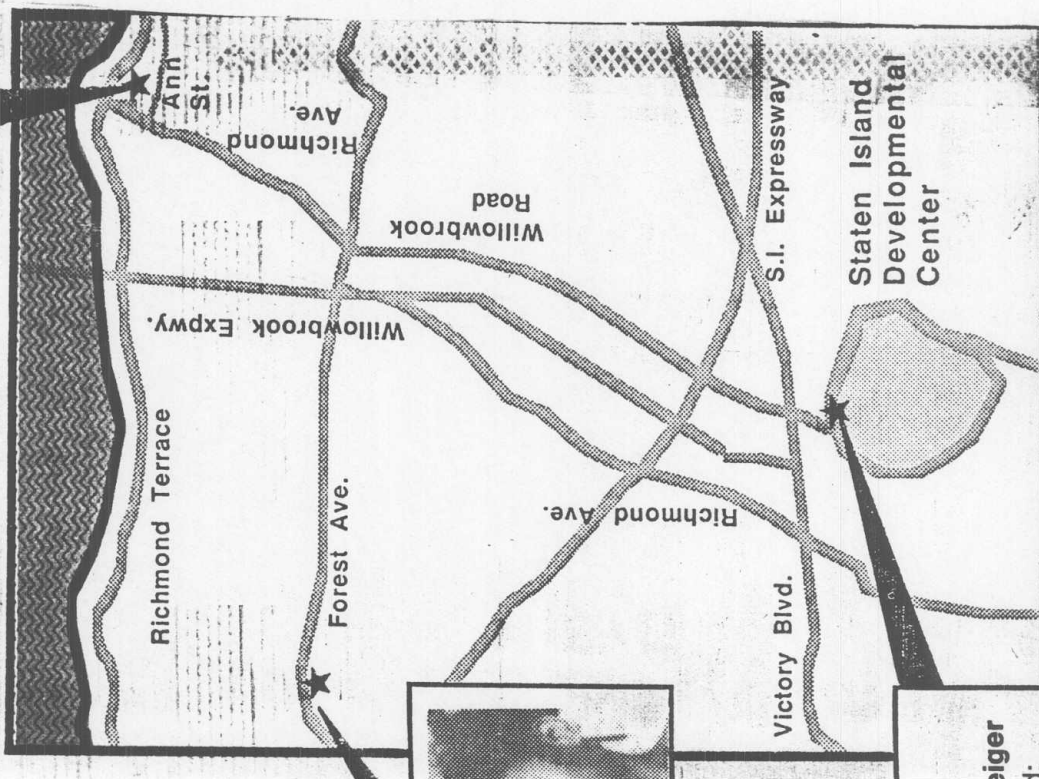 Ann
St.
Richmond
Ave.
Willowbrook
Road
S.I. Expressway
Staten Island
Developmental
Center
Willowbrook Expwy.
Richmond Terrace
Forest Ave.
Richmond Ave.
Victory Blvd.
eiger
d: